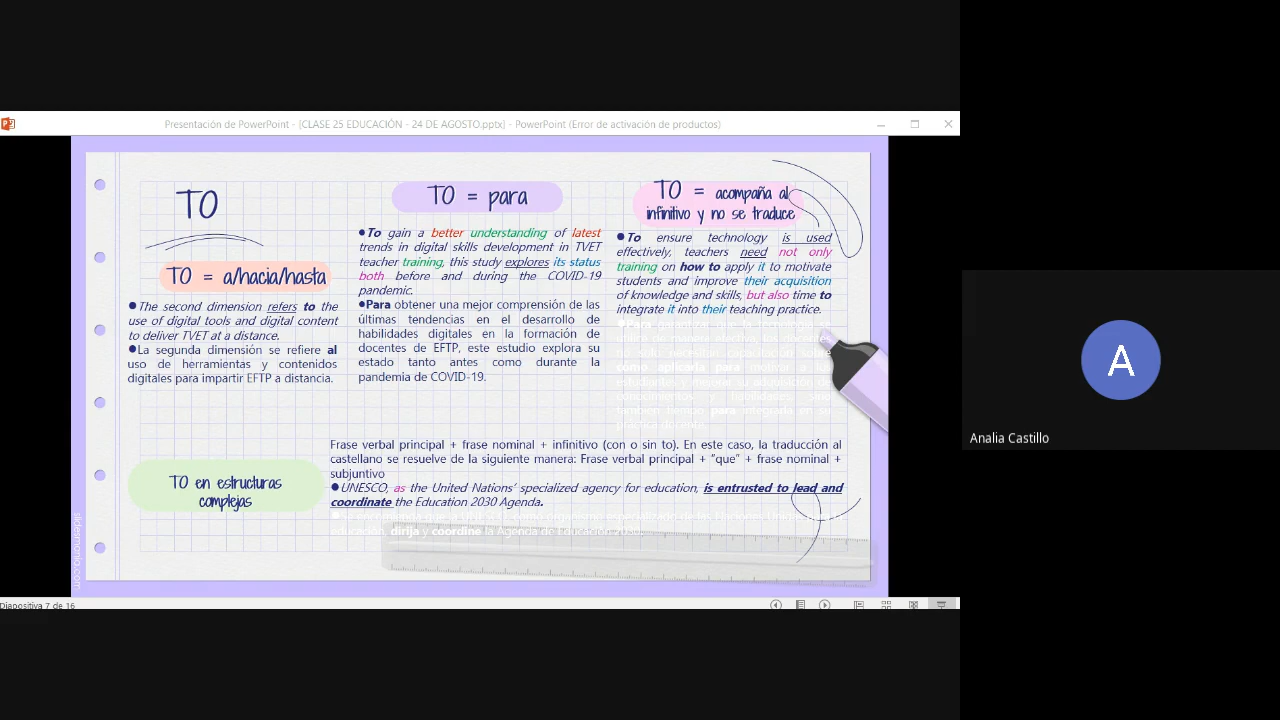 Presentación de PowerPoint - [CLASE 25 EDUCACIÓN - 24 DE AGOSTO.pptx] - PowerPoint (Error de activación de productos)
TO
TO = a/hacia/hasta
●The second dimension refers to the
use of digital tools and digital content
to deliver TVET at a distance.
●La segunda dimensión se refiere al
uso de herramientas y contenidos
digitales para impartir EFTP a distancia.
TO = para
●To gain a better understanding of latest
trends in digital skills development in TVET
teacher training, this study explores its status
both before and during the COVID-19
pandemic.
●Para obtener una mejor comprensión de las
últimas tendencias en el desarrollo de
habilidades digitales en la formación de
docentes de EFTP, este estudio explora su
estado tanto antes como durante la
pandemia de COVID-19.
TO = acompaña al
infinitivo y no se traduce
●To ensure technology is used
effectively, teachers need not only
training on how to apply it to motivate
students and improve their acquisition
of knowledge and skills, but also time to
integrate it into their teaching practice.
TO en estructuras
complejas
Frase verbal principal + frase nominal + infinitivo (con o sin to). En este caso, la traducción al
castellano se resuelve de la siguiente manera: Frase verbal principal + "que" + frase nominal +
subjuntivo
●UNESCO, as the United Nations' specialized agency for education, is entrusted to lead and
coordinate the Education 2030 Agenda.
dirija y coordine la Agenda de Educación 2030.
slidesmania.com
Diapositiva 7 de 16
A
Analia Castillo